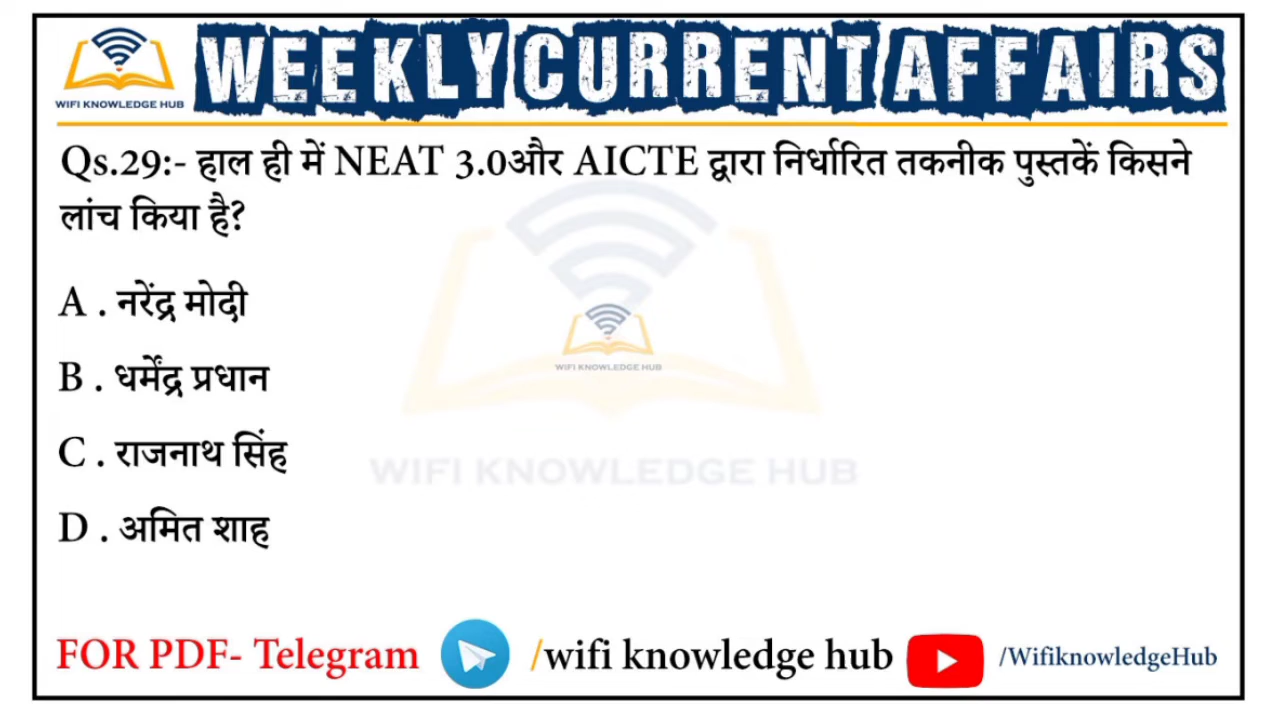 WIFI KNOWLEDGE HUB
WEEKLY CURRENT AFFAIRS
Qs.29:- हाल ही में NEAT 3.0और AICTE द्वारा निर्धारित तकनीक पुस्तकें किसने
लांच किया है?
A . नरेंद्र मोदी
B . धर्मेंद्र प्रधान
C . राजनाथ सिंह
D . अमित शाह
WIFI KNOWLEDGE HUB
WIFI KNOWLEDGE HUB
FOR PDF- Telegram /wifi knowledge hub /WifiknowledgeHub